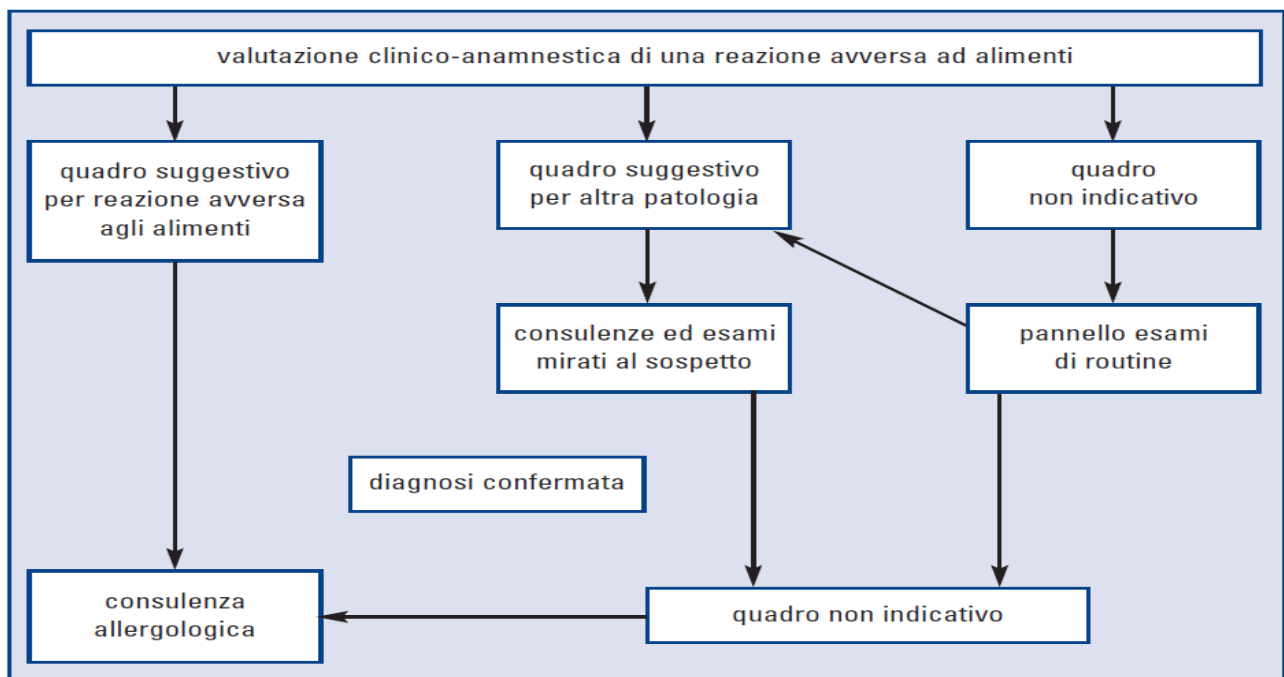 valutazione clinico-anamnestica di una reazione avversa ad alimenti
quadro suggestivo
per reazione avversa
agli alimenti
quadro suggestivo
per altra patologia
quadro
non indicativo
consulenze ed esami
mirati al sospetto
pannello esami
di routine
diagnosi confermata
consulenza
allergologica
quadro non indicativo